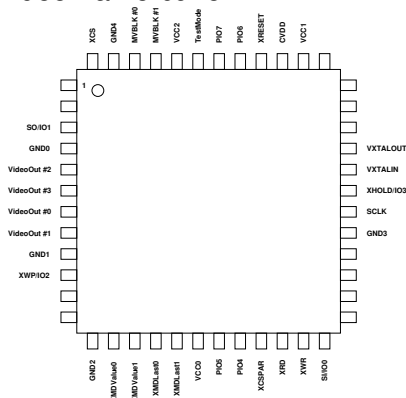 XCS
GND4
MVBLK #0
MVBLK #1
VCC2
TestMode
PIO7
PIO6
XRESET
CVDD
VCC1
1
SO/IO1
GND0
VideoOut #2
VideoOut #3
VideoOut #0
VideoOut #1
GND1
XWP/IO2
VXTALOUT
VXTALIN
XHOLD/IO3
SCLK
GND3
GND2
MDValue0
MDValue1
XMDLast0
XMDLast1
VCC0
PIO5
PIO4
XCSPAR
XRD
XWR
SI/IO0